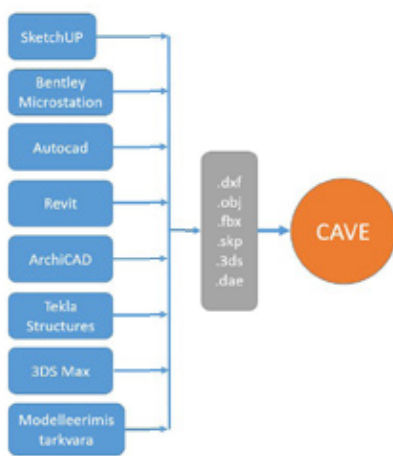 SketchUP
Bentley
Microstation
Autocad
Revit
ArchiCAD
Tekla
Structures
3DS Max
Modelleerimis
tarkvara
.dxf
.obj
.fbx
.skp
.3ds
.dae
CAVE